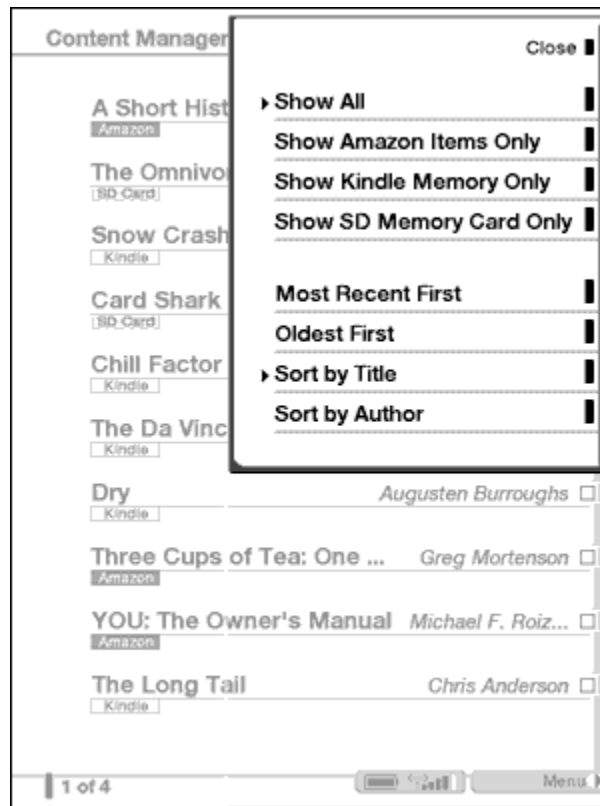 Content Manager
Close
A Short Hist
Amazon
Show All
Show Amazon Items Only
The Omnivo
SD Card
Show Kindle Memory Only
Show SD Memory Card Only
Snow Crash
Kindle
Card Shark
SD Card
Most Recent First
Oldest First
Chill Factor
Kindle
Sort by Title
Sort by Author
The Da Vinc
Kindle
Dry Augusten Burroughs
Kindle
Three Cups of Tea: One ... Greg Mortenson
Amazon
YOU: The Owner's Manual Michael F. Roiz...
Amazon
The Long Tail Chris Anderson
Kindle
1 of 4 Menu